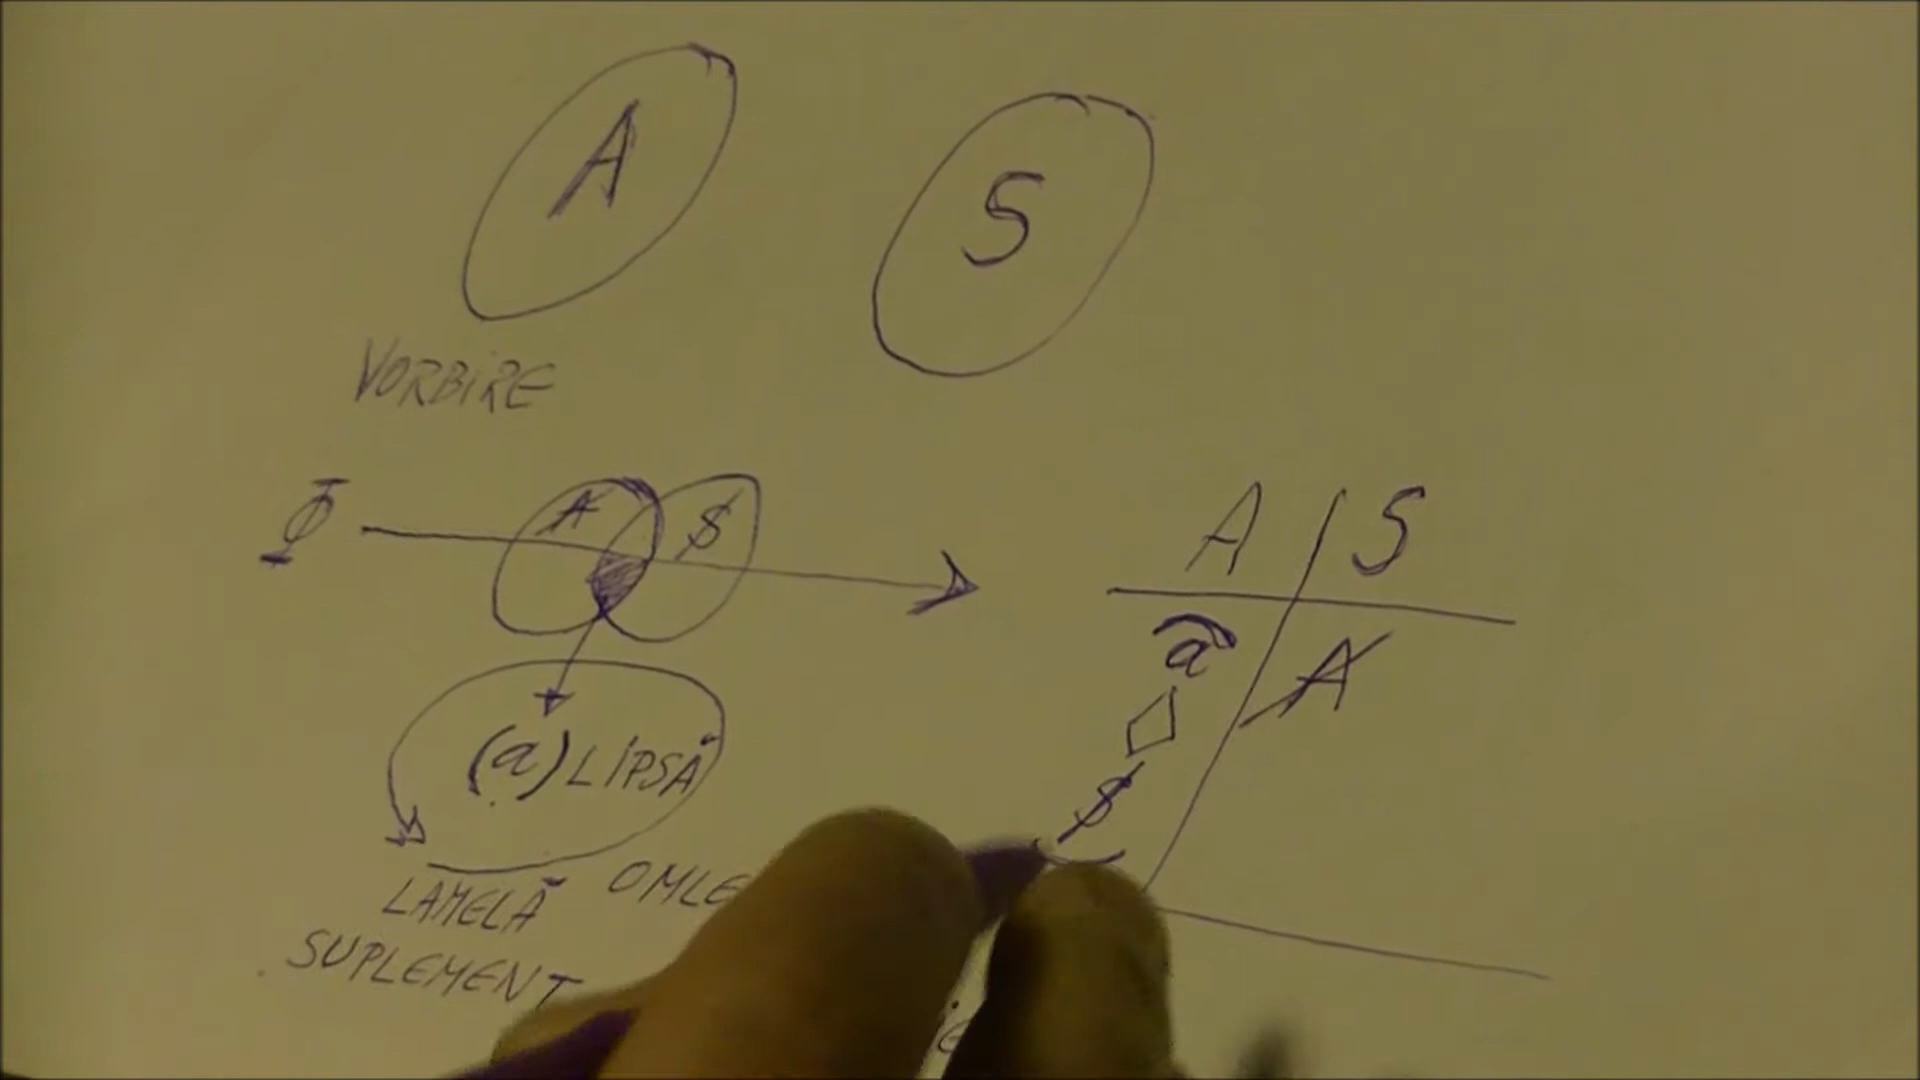 A
S
VORBIRE
Φ
A̸ $
A S
a A̸
◇
(a) LIPSĂ
$
LAMELĂ
SUPLEMENT